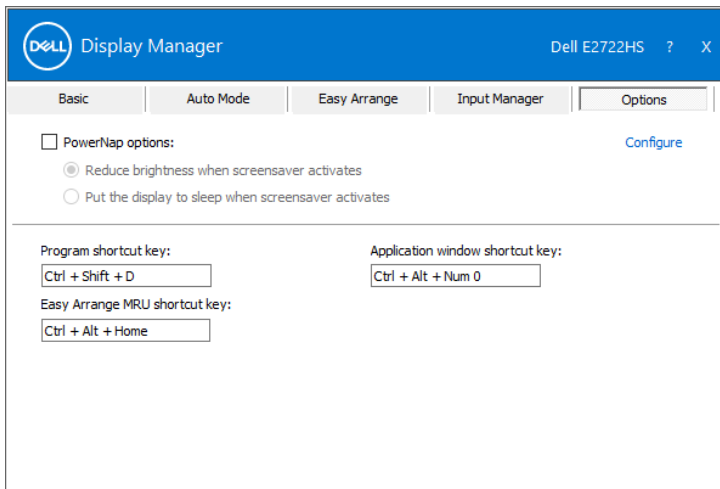 DELL Display Manager Dell E2722HS ? X
Basic Auto Mode Easy Arrange Input Manager Options
PowerNap options: Configure
Reduce brightness when screensaver activates
Put the display to sleep when screensaver activates
Program shortcut key: Application window shortcut key:
Ctrl + Shift + D Ctrl + Alt + Num 0
Easy Arrange MRU shortcut key:
Ctrl + Alt + Home